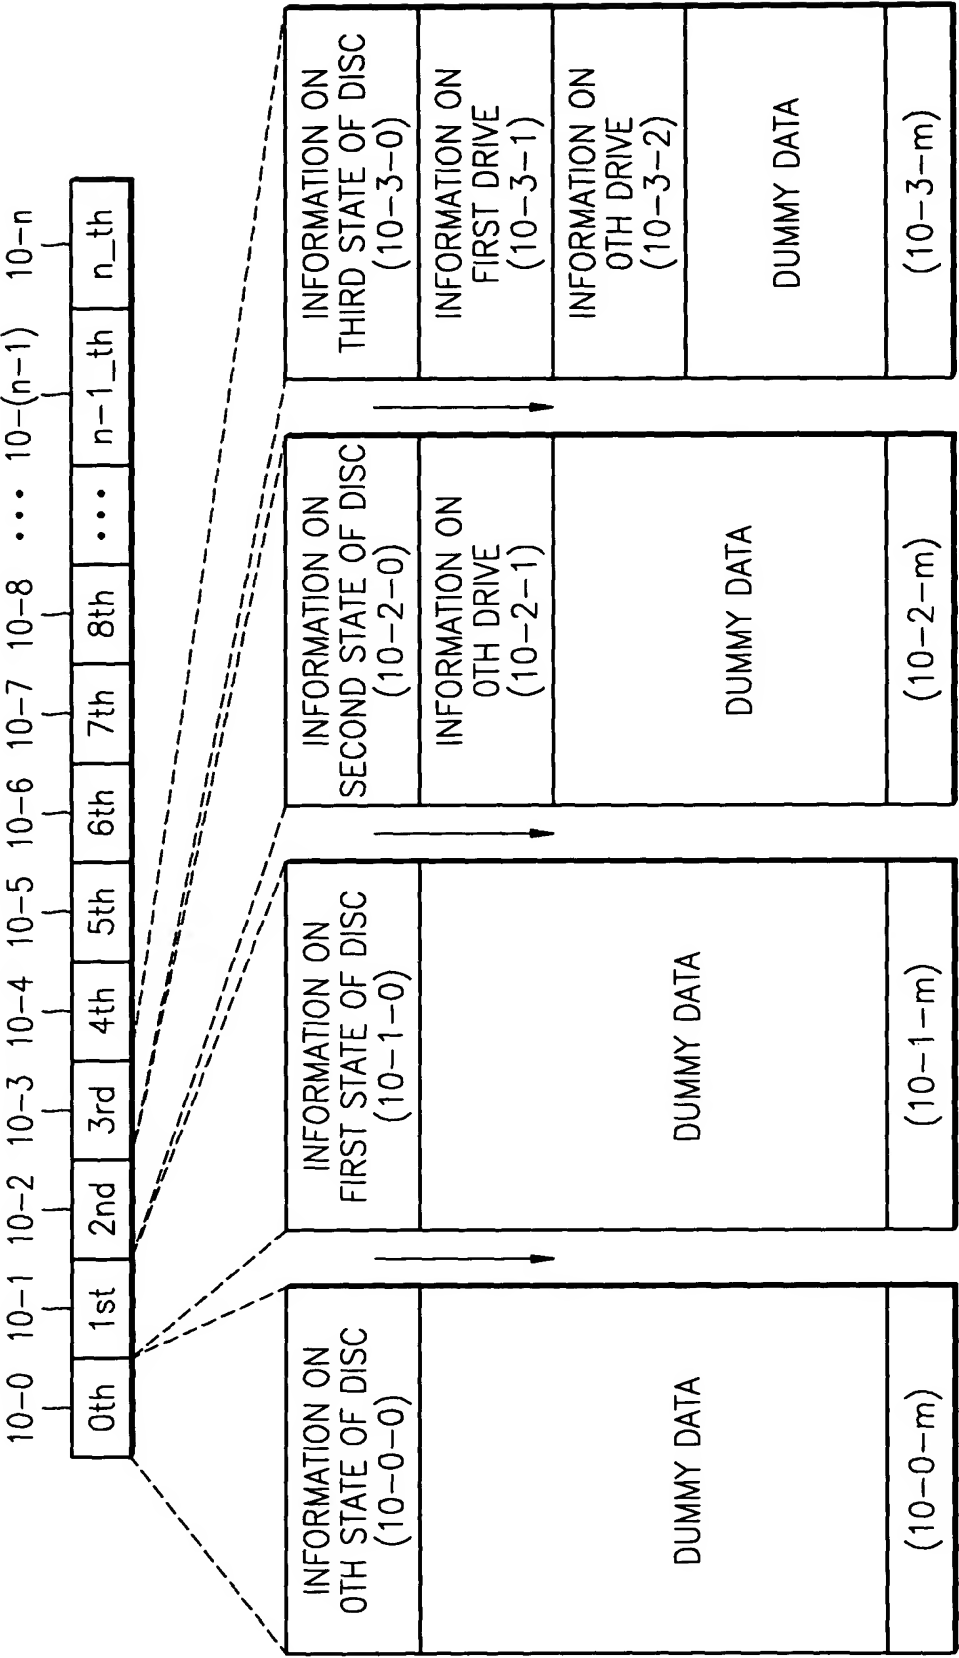 10-0 10-1 10-2 10-3 10-4 10-5 10-6 10-7 10-8 ••• 10-(n-1) 10-n
0th 1st 2nd 3rd 4th 5th 6th 7th 8th ••• n-1_th n_th
INFORMATION ON
0TH STATE OF DISC
(10-0-0)
DUMMY DATA
(10-0-m)
INFORMATION ON
FIRST STATE OF DISC
(10-1-0)
DUMMY DATA
(10-1-m)
INFORMATION ON
SECOND STATE OF DISC
(10-2-0)
INFORMATION ON
0TH DRIVE
(10-2-1)
DUMMY DATA
(10-2-m)
INFORMATION ON
THIRD STATE OF DISC
(10-3-0)
INFORMATION ON
FIRST DRIVE
(10-3-1)
INFORMATION ON
0TH DRIVE
(10-3-2)
DUMMY DATA
(10-3-m)